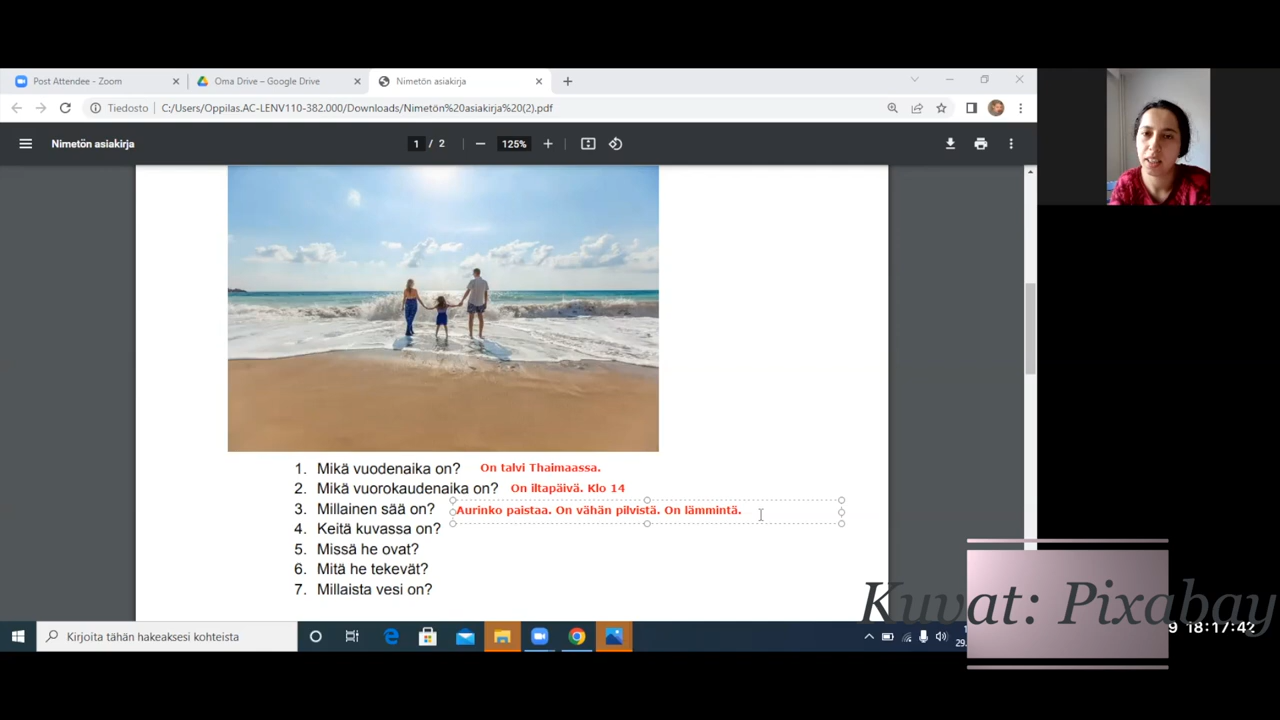 Post Attendee - Zoom
Oma Drive – Google Drive
Nimetön asiakirja
Tiedosto
C:/Users/Oppilas.AC-LENV110-382.000/Downloads/Nimetön%20asiakirja%20(2).pdf
Nimetön asiakirja
1 / 2
125%
1. Mikä vuodenaika on? On talvi Thaimaassa.
2. Mikä vuorokaudenaika on? On iltapäivä. Klo 14
3. Millainen sää on? Aurinko paistaa. On vähän pilvistä. On lämmintä.
4. Keitä kuvassa on?
5. Missä he ovat?
6. Mitä he tekevät?
7. Millaista vesi on?
Kuvat: Pixabay
Kirjoita tähän hakeaksesi kohteista
29.
9 18:17:42